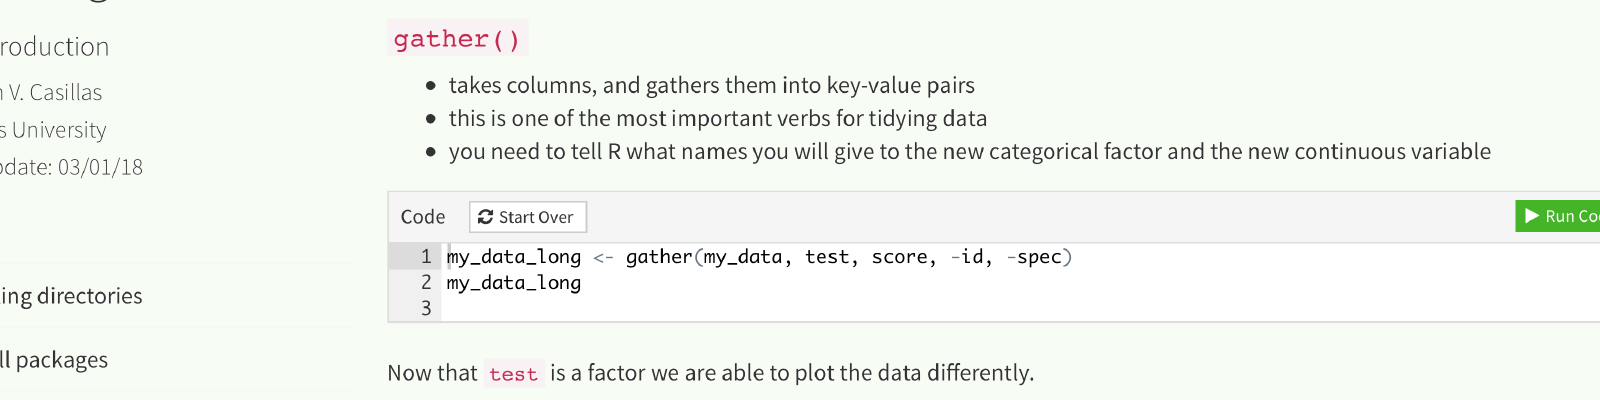 roduction
V. Casillas
s University
date: 03/01/18
ing directories
ll packages
gather()
takes columns, and gathers them into key-value pairs
this is one of the most important verbs for tidying data
you need to tell R what names you will give to the new categorical factor and the new continuous variable
Code Start Over Run Co
1 my_data_long <- gather(my_data, test, score, -id, -spec)
2 my_data_long
3
Now that test is a factor we are able to plot the data differently.